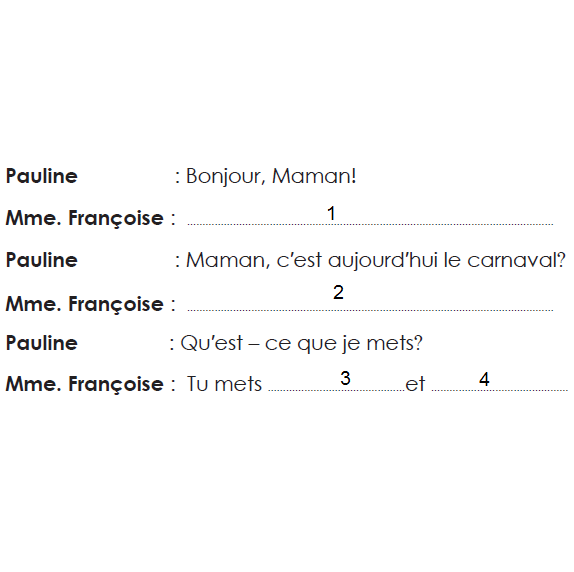 Pauline : Bonjour, Maman!
Mme. Françoise : ........ 1 ........
Pauline : Maman, c'est aujourd'hui le carnaval?
Mme. Françoise : ........ 2 ........
Pauline : Qu'est – ce que je mets?
Mme. Françoise : Tu mets ........ 3 ........ et ........ 4 ........